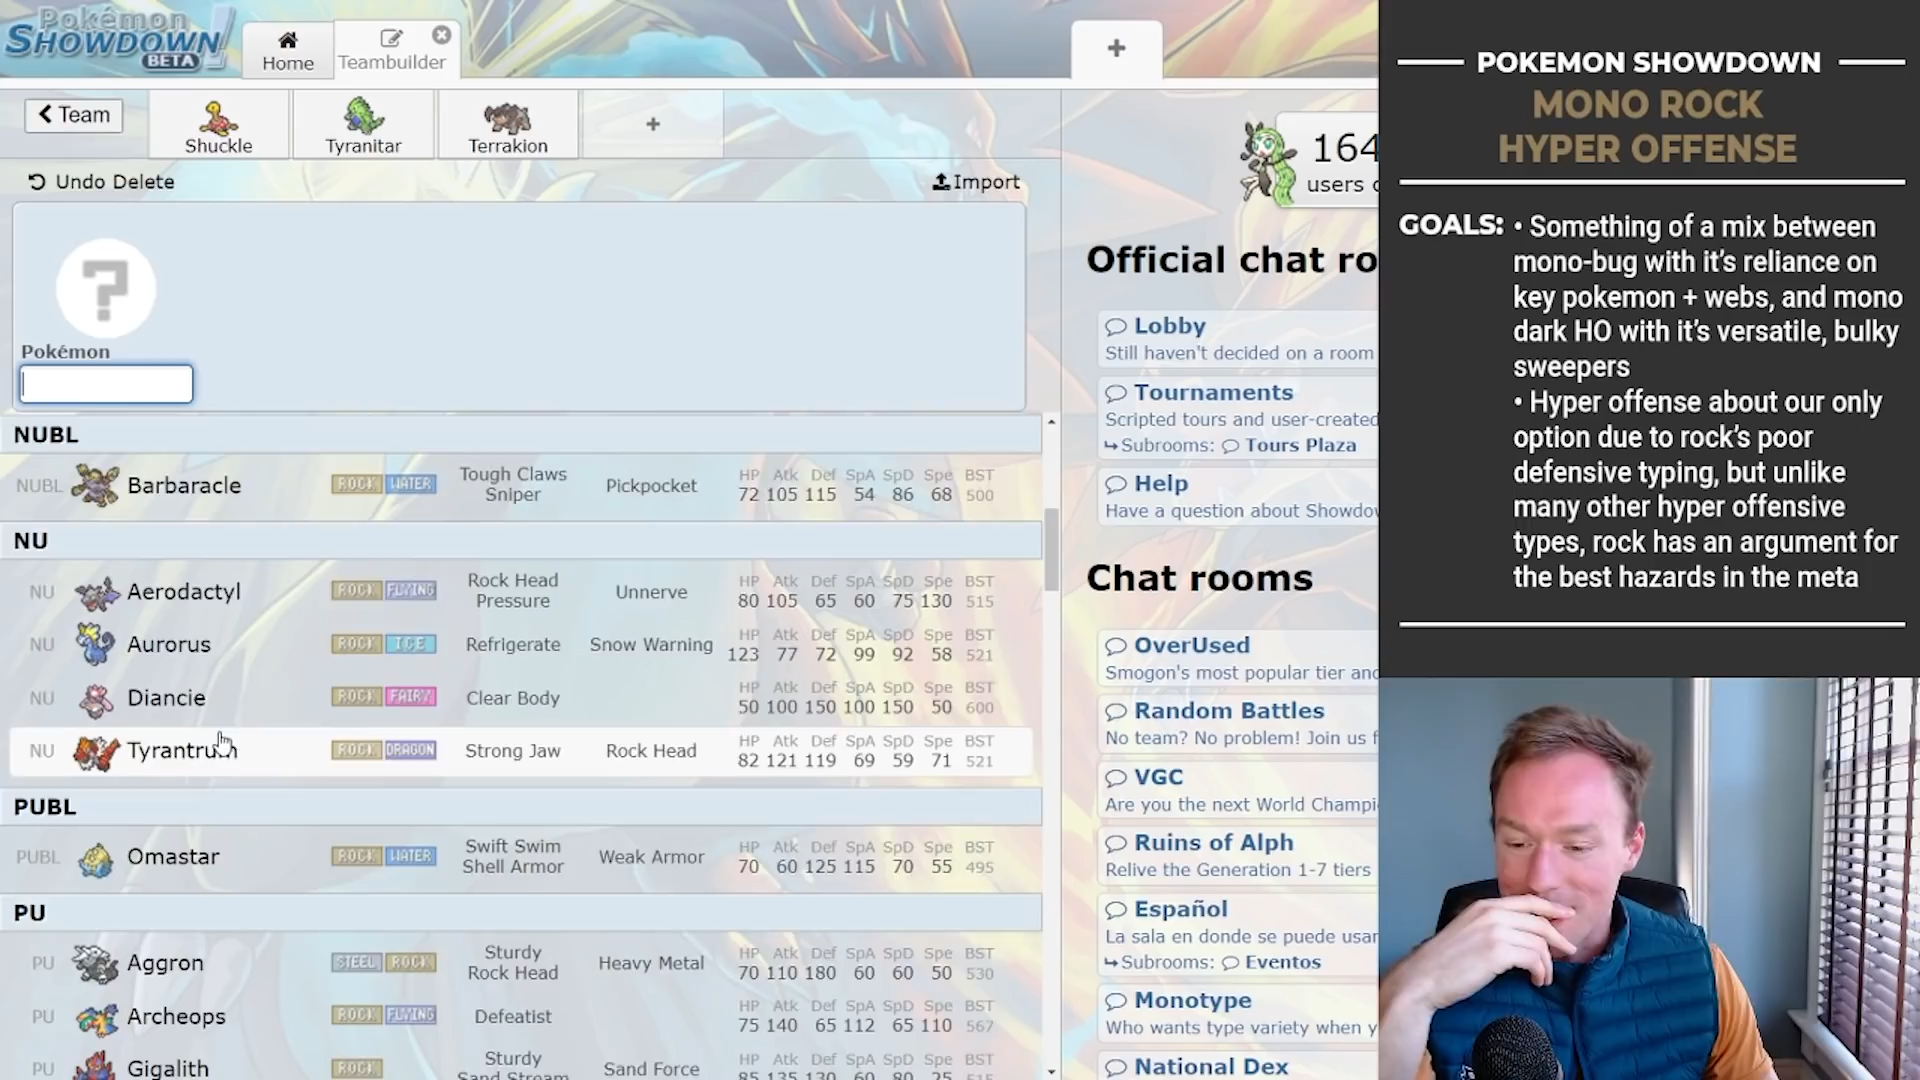 Pokémon
SHOWDOWN!
BETA
Home
Teambuilder
+
Team
Shuckle
Tyranitar
Terrakion
+
Undo Delete
Import
Pokémon
NUBL
NUBL Barbaracle ROCK WATER Tough Claws Sniper Pickpocket HP 72 Atk 105 Def 115 SpA 54 SpD 86 Spe 68 BST 500
NU
NU Aerodactyl ROCK FLYING Rock Head Pressure Unnerve HP 80 Atk 105 Def 65 SpA 60 SpD 75 Spe 130 BST 515
NU Aurorus ROCK ICE Refrigerate Snow Warning HP 123 Atk 77 Def 72 SpA 99 SpD 92 Spe 58 BST 521
NU Diancie ROCK FAIRY Clear Body HP 50 Atk 100 Def 150 SpA 100 SpD 150 Spe 50 BST 600
NU Tyrantrum ROCK DRAGON Strong Jaw Rock Head HP 82 Atk 121 Def 119 SpA 69 SpD 59 Spe 71 BST 521
PUBL
PUBL Omastar ROCK WATER Swift Swim Shell Armor Weak Armor HP 70 Atk 60 Def 125 SpA 115 SpD 70 Spe 55 BST 495
PU
PU Aggron STEEL ROCK Sturdy Rock Head Heavy Metal HP 70 Atk 110 Def 180 SpA 60 SpD 60 Spe 50 BST 530
PU Archeops ROCK FLYING Defeatist HP 75 Atk 140 Def 65 SpA 112 SpD 65 Spe 110 BST 567
PU Gigalith ROCK Sturdy Sand Stream Sand Force HP 85 Atk 135 Def 130 SpA 60 SpD 80 Spe 25 BST 515
164
users
Official chat ro
Lobby
Still haven't decided on a room
Tournaments
Scripted tours and user-created
Subrooms: Tours Plaza
Help
Have a question about Showdo
Chat rooms
OverUsed
Smogon's most popular tier and
Random Battles
No team? No problem! Join us f
VGC
Are you the next World Champi
Ruins of Alph
Relive the Generation 1-7 tiers
Español
La sala en donde se puede usar
Subrooms: Eventos
Monotype
Who wants type variety when y
National Dex
POKEMON SHOWDOWN
MONO ROCK
HYPER OFFENSE
GOALS: • Something of a mix between
mono-bug with it's reliance on
key pokemon + webs, and mono
dark HO with it's versatile, bulky
sweepers
• Hyper offense about our only
option due to rock's poor
defensive typing, but unlike
many other hyper offensive
types, rock has an argument for
the best hazards in the meta